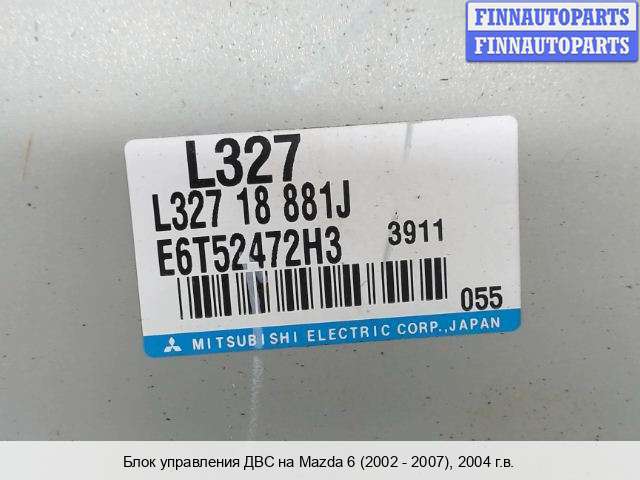 FINNAUTOPARTS
FINNAUTOPARTS
L327
L327 18 881J
E6T52472H3 3911
055
MITSUBISHI ELECTRIC CORP., JAPAN
Блок управления ДВС на Mazda 6 (2002 - 2007), 2004 г.в.